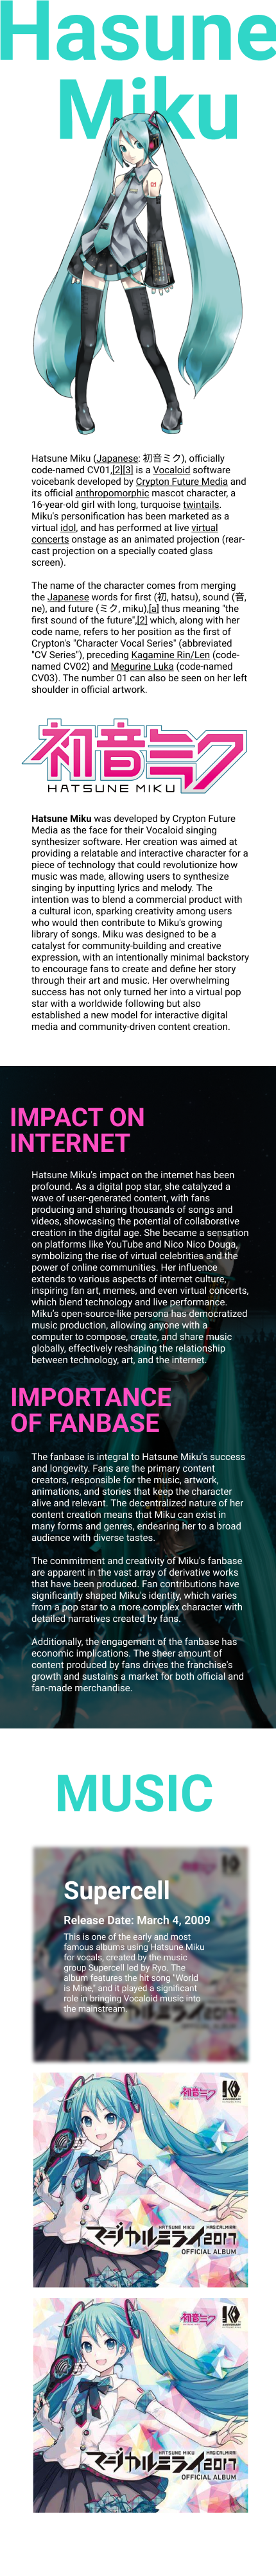 Hasune
Miku
Hatsune Miku (Japanese: 初音ミク), officially
code-named CV01,[2][3] is a Vocaloid software
voicebank developed by Crypton Future Media and
its official anthropomorphic mascot character, a
16-year-old girl with long, turquoise twintails.
Miku's personification has been marketed as a
virtual idol, and has performed at live virtual
concerts onstage as an animated projection (rear-
cast projection on a specially coated glass
screen).
The name of the character comes from merging
the Japanese words for first (初, hatsu), sound (音,
ne), and future (ミク, miku),[a] thus meaning "the
first sound of the future",[2] which, along with her
code name, refers to her position as the first of
Crypton's "Character Vocal Series" (abbreviated
"CV Series"), preceding Kagamine Rin/Len (code-
named CV02) and Megurine Luka (code-named
CV03). The number 01 can also be seen on her left
shoulder in official artwork.
初音ミク
HATSUNE MIKU
Hatsune Miku was developed by Crypton Future
Media as the face for their Vocaloid singing
synthesizer software. Her creation was aimed at
providing a relatable and interactive character for a
piece of technology that could revolutionize how
music was made, allowing users to synthesize
singing by inputting lyrics and melody. The
intention was to blend a commercial product with
a cultural icon, sparking creativity among users
who would then contribute to Miku's growing
library of songs. Miku was designed to be a
catalyst for community-building and creative
expression, with an intentionally minimal backstory
to encourage fans to create and define her story
through their art and music. Her overwhelming
success has not only turned her into a virtual pop
star with a worldwide following but also
established a new model for interactive digital
media and community-driven content creation.
IMPACT ON
INTERNET
Hatsune Miku's impact on the internet has been
profound. As a digital pop star, she catalyzed a
wave of user-generated content, with fans
producing and sharing thousands of songs and
videos, showcasing the potential of collaborative
creation in the digital age. She became a sensation
on platforms like YouTube and Nico Nico Douga,
symbolizing the rise of virtual celebrities and the
power of online communities. Her influence
extends to various aspects of internet culture,
inspiring fan art, memes, and even virtual concerts,
which blend technology and live performance.
Miku's open-source-like persona has democratized
music production, allowing anyone with a
computer to compose, create, and share music
globally, effectively reshaping the relationship
between technology, art, and the internet.
IMPORTANCE
OF FANBASE
The fanbase is integral to Hatsune Miku's success
and longevity. Fans are the primary content
creators, responsible for the music, artwork,
animations, and stories that keep the character
alive and relevant. The decentralized nature of her
content creation means that Miku can exist in
many forms and genres, endearing her to a broad
audience with diverse tastes.
The commitment and creativity of Miku's fanbase
are apparent in the vast array of derivative works
that have been produced. Fan contributions have
significantly shaped Miku's identity, which varies
from a pop star to a more complex character with
detailed narratives created by fans.
Additionally, the engagement of the fanbase has
economic implications. The sheer amount of
content produced by fans drives the franchise's
growth and sustains a market for both official and
fan-made merchandise.
MUSIC
Supercell
Release Date: March 4, 2009
This is one of the early and most
famous albums using Hatsune Miku
for vocals, created by the music
group Supercell led by Ryo. The
album features the hit song "World
is Mine," and it played a significant
role in bringing Vocaloid music into
the mainstream.
初音ミク
HATSUNE MIKU MAGICAL MIRAI
マジカルミライ2017
OFFICIAL ALBUM
初音ミク
HATSUNE MIKU MAGICAL MIRAI
マジカルミライ2017
OFFICIAL ALBUM